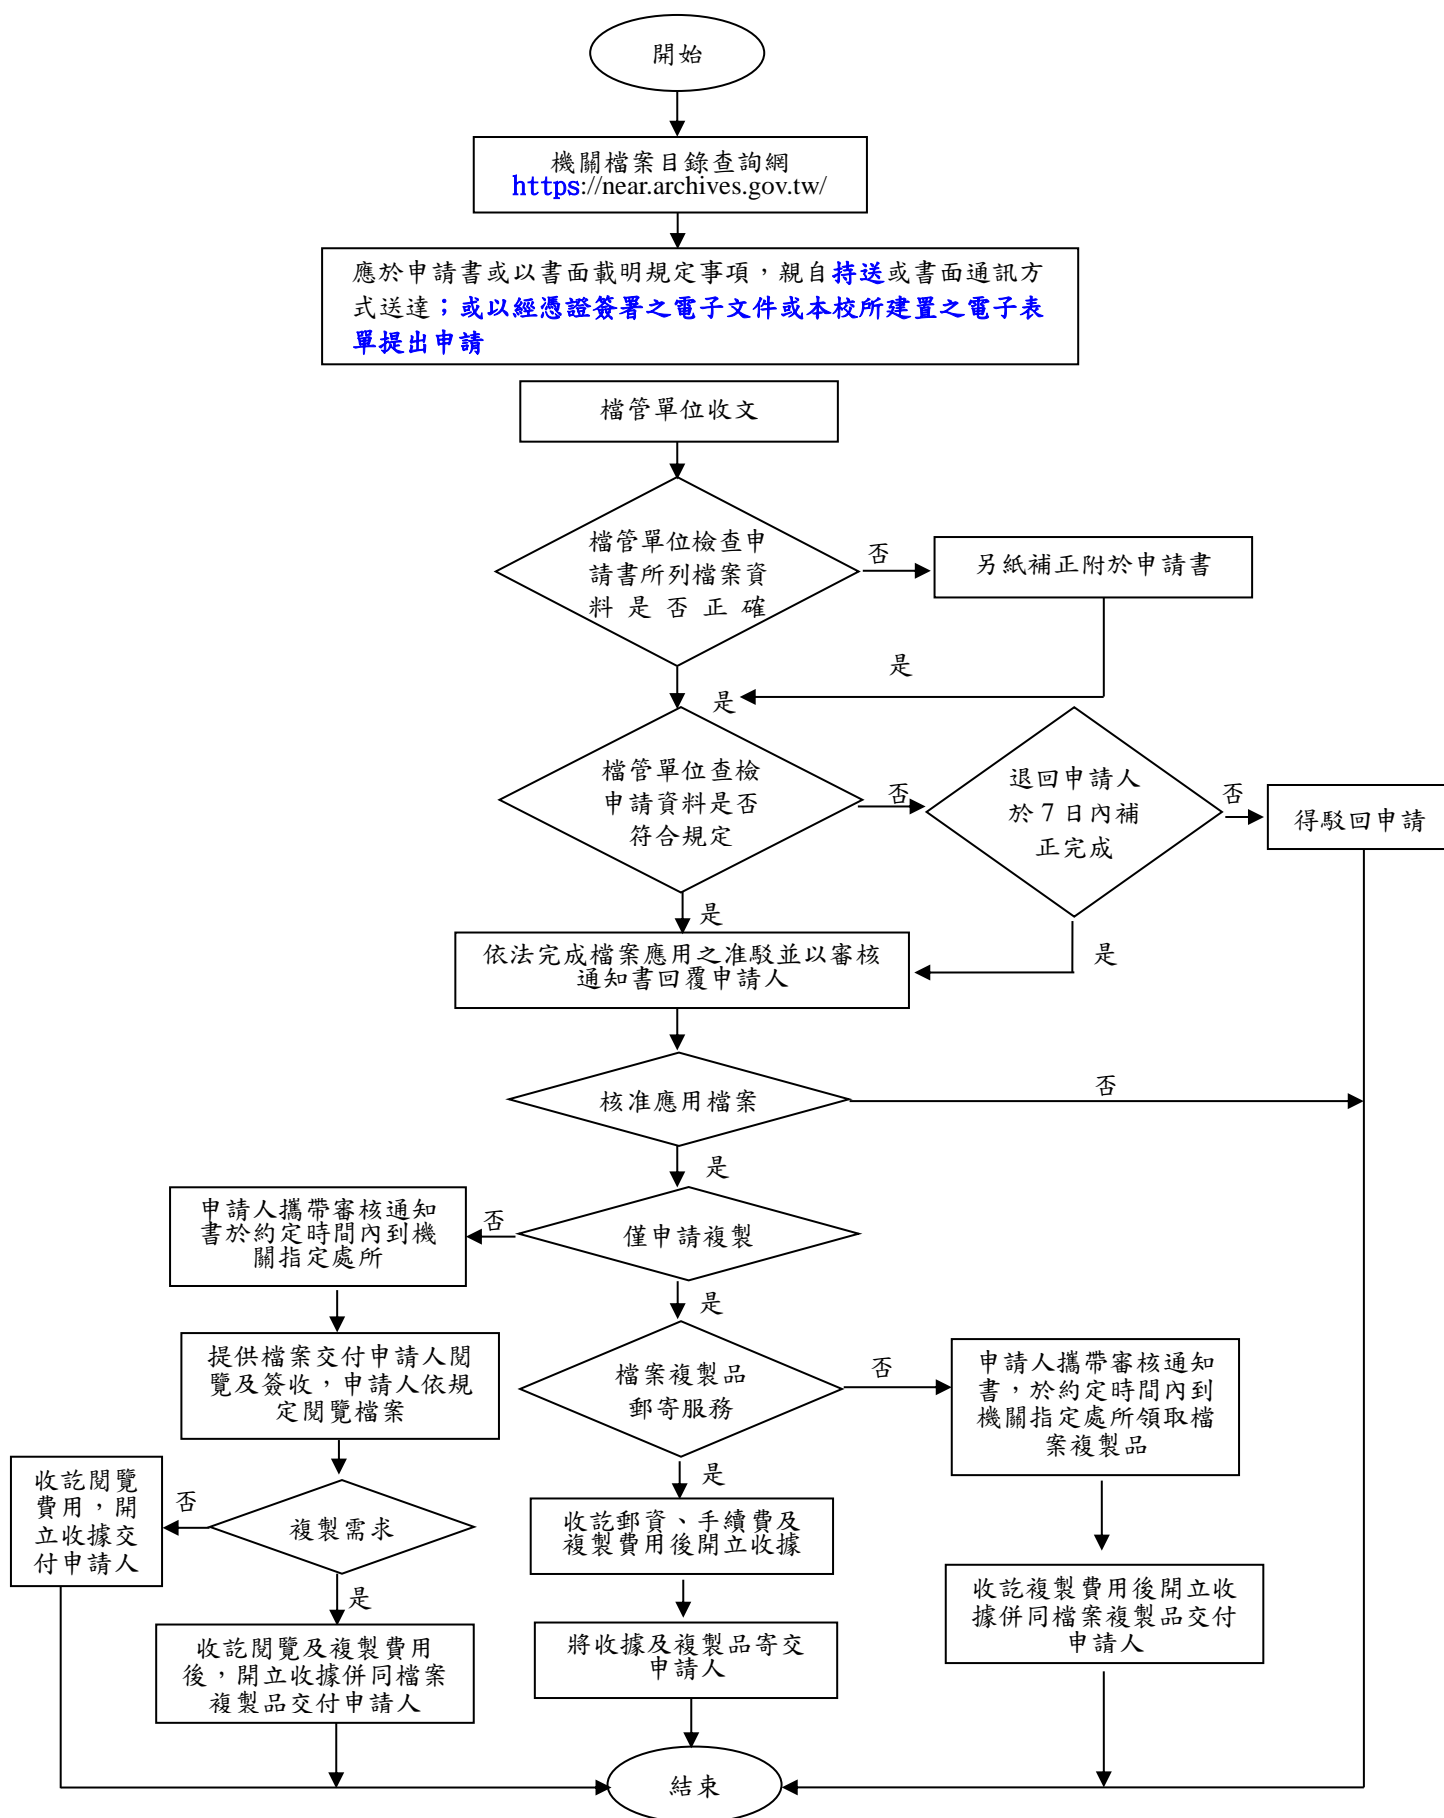 開始
機關檔案目錄查詢網
https://near.archives.gov.tw/
應於申請書或以書面載明規定事項，親自持送或書面通訊方
式送達；或以經憑證簽署之電子文件或本校所建置之電子表
單提出申請
檔管單位收文
檔管單位檢查申
請書所列檔案資
料是否正確
否
另紙補正附於申請書
是
是
檔管單位查檢
申請資料是否
符合規定
否
退回申請人
於7日內補
正完成
否
得駁回申請
是
是
依法完成檔案應用之准駁並以審核
通知書回覆申請人
核准應用檔案
否
是
申請人攜帶審核通知
書於約定時間內到機
關指定處所
否
僅申請複製
是
提供檔案交付申請人閱
覽及簽收，申請人依規
定閱覽檔案
檔案複製品
郵寄服務
否
申請人攜帶審核通知
書，於約定時間內到
機關指定處所領取檔
案複製品
是
收訖閱覽
費用，開
立收據交
付申請人
否
複製需求
是
收訖郵資、手續費及
複製費用後開立收據
收訖複製費用後開立收
據併同檔案複製品交付
申請人
收訖閱覽及複製費用
後，開立收據併同檔案
複製品交付申請人
將收據及複製品寄交
申請人
結束